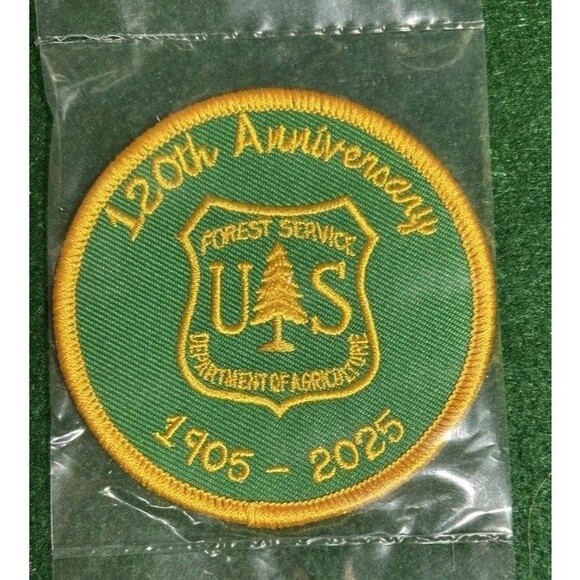 120th Anniversary
FOREST SERVICE
U S
DEPARTMENT OF AGRICULTURE
1905 - 2025